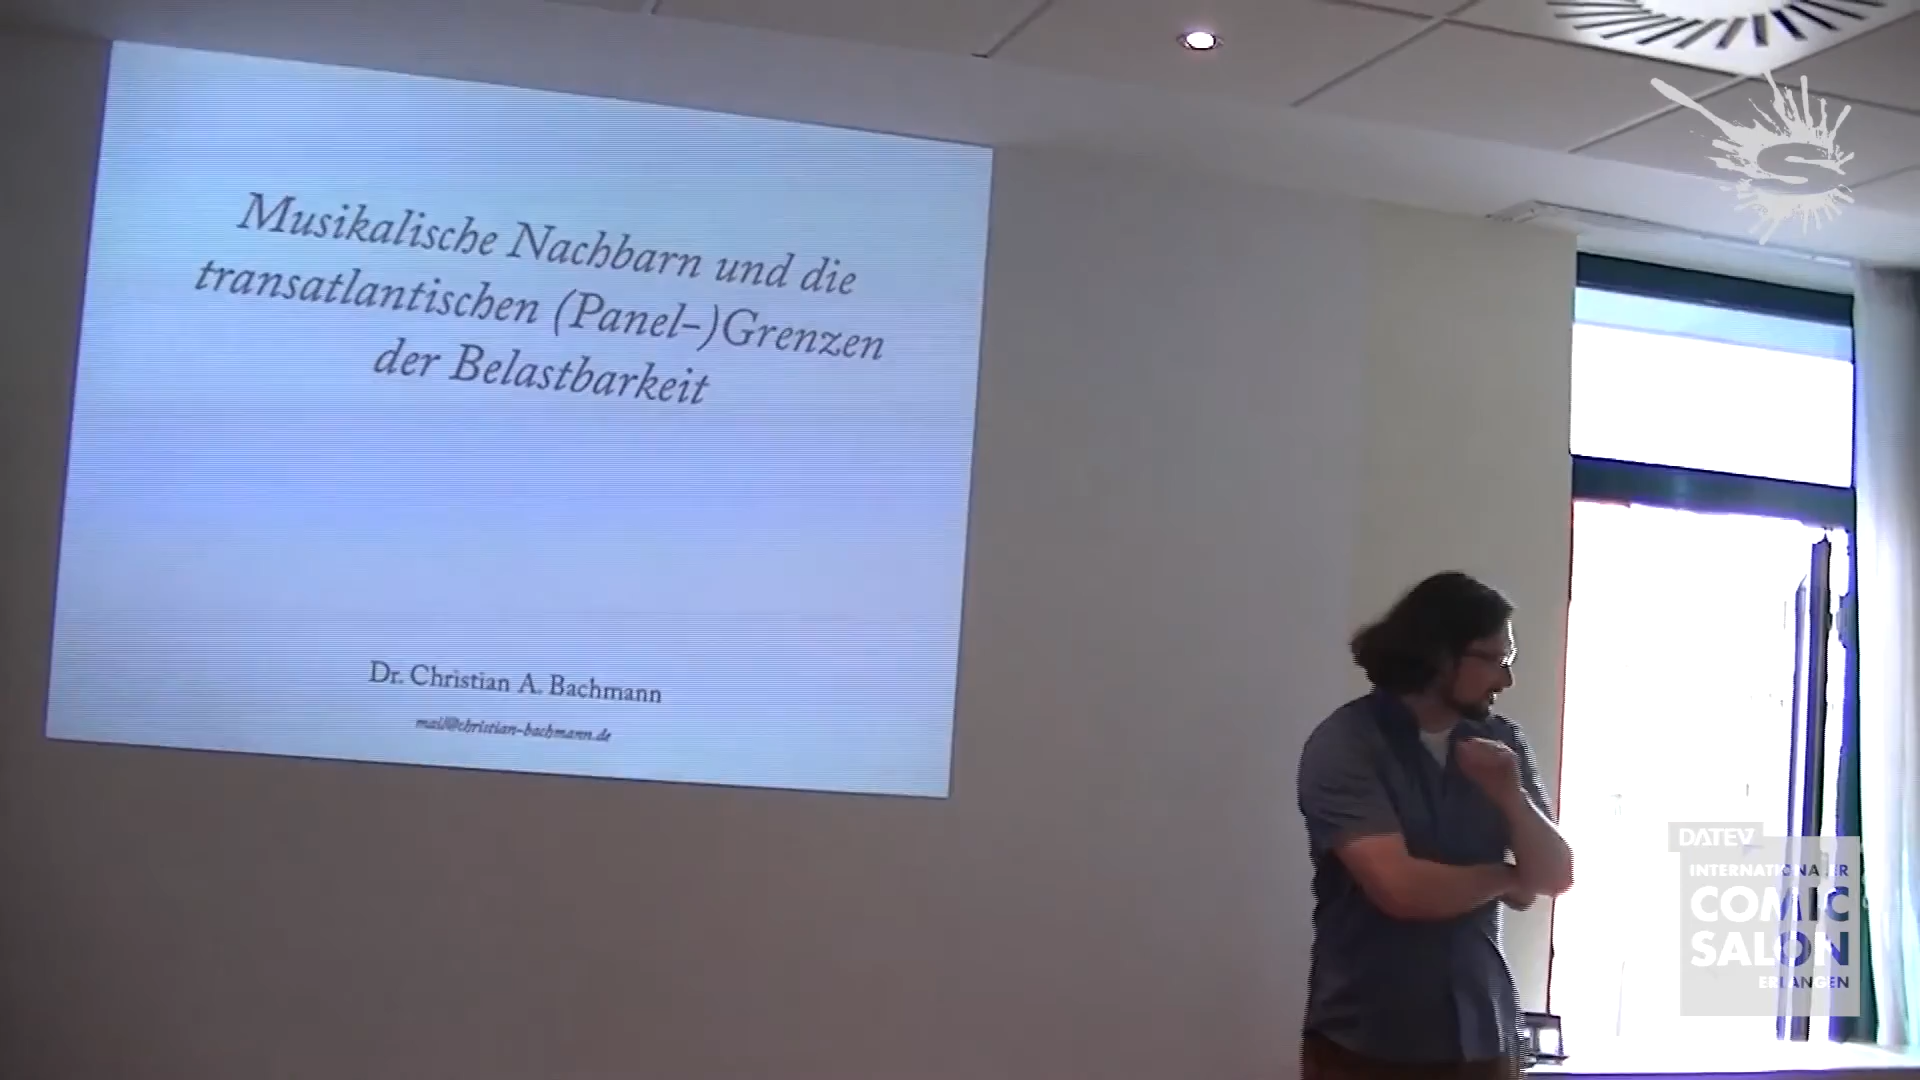 Musikalische Nachbarn und die
transatlantischen (Panel-)Grenzen
der Belastbarkeit
Dr. Christian A. Bachmann
mail@christian-bachmann.de
DATEV
INTERNATIONALER
COMIC
SALON
ERLANGEN